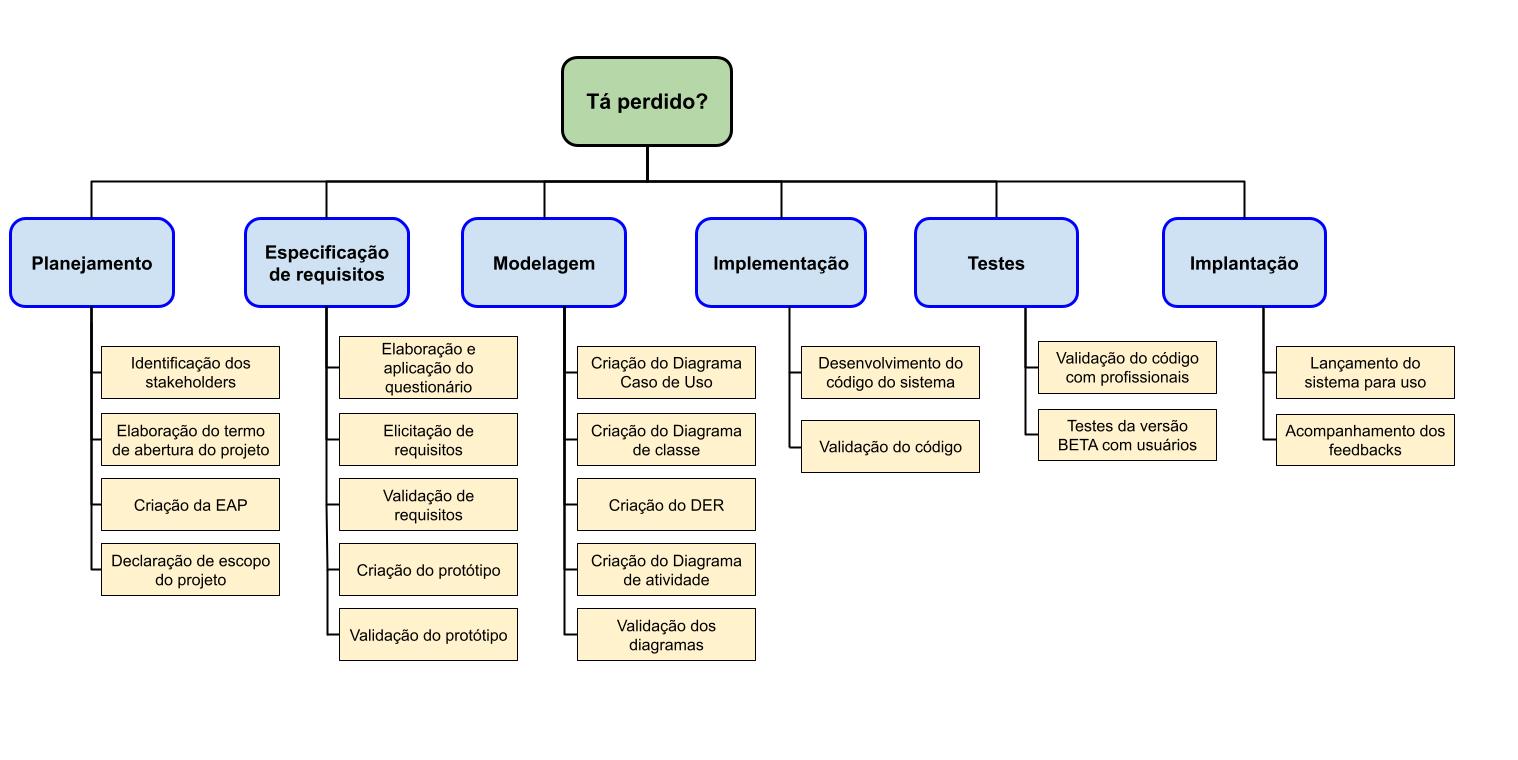 Tá perdido?
Planejamento
Especificação
de requisitos
Modelagem
Implementação
Testes
Implantação
Identificação dos
stakeholders
Elaboração do termo
de abertura do projeto
Criação da EAP
Declaração de escopo
do projeto
Elaboração e
aplicação do
questionário
Elicitação de
requisitos
Validação de
requisitos
Criação do protótipo
Validação do protótipo
Criação do Diagrama
Caso de Uso
Criação do Diagrama
de classe
Criação do DER
Criação do Diagrama
de atividade
Validação dos
diagramas
Desenvolvimento do
código do sistema
Validação do código
Validação do código
com profissionais
Testes da versão
BETA com usuários
Lançamento do
sistema para uso
Acompanhamento dos
feedbacks